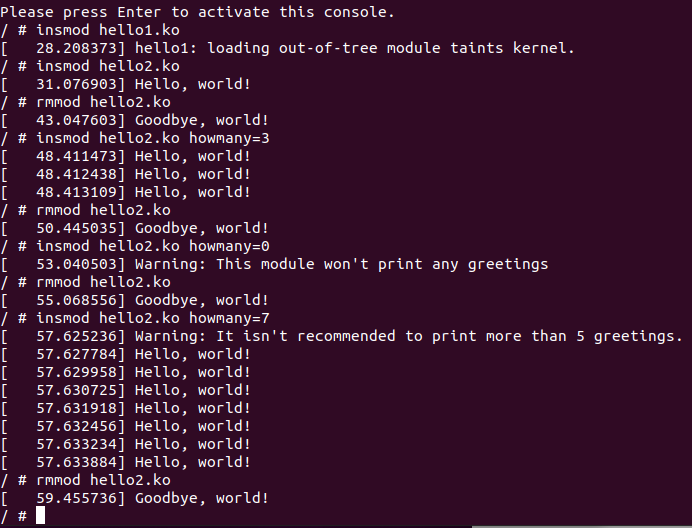 Please press Enter to activate this console.
/ # insmod hello1.ko
[   28.208373] hello1: loading out-of-tree module taints kernel.
/ # insmod hello2.ko
[   31.076903] Hello, world!
/ # rmmod hello2.ko
[   43.047603] Goodbye, world!
/ # insmod hello2.ko howmany=3
[   48.411473] Hello, world!
[   48.412438] Hello, world!
[   48.413109] Hello, world!
/ # rmmod hello2.ko
[   50.445035] Goodbye, world!
/ # insmod hello2.ko howmany=0
[   53.040503] Warning: This module won't print any greetings
/ # rmmod hello2.ko
[   55.068556] Goodbye, world!
/ # insmod hello2.ko howmany=7
[   57.625236] Warning: It isn't recommended to print more than 5 greetings.
[   57.627784] Hello, world!
[   57.629958] Hello, world!
[   57.630725] Hello, world!
[   57.631918] Hello, world!
[   57.632456] Hello, world!
[   57.633234] Hello, world!
[   57.633884] Hello, world!
/ # rmmod hello2.ko
[   59.455736] Goodbye, world!
/ #